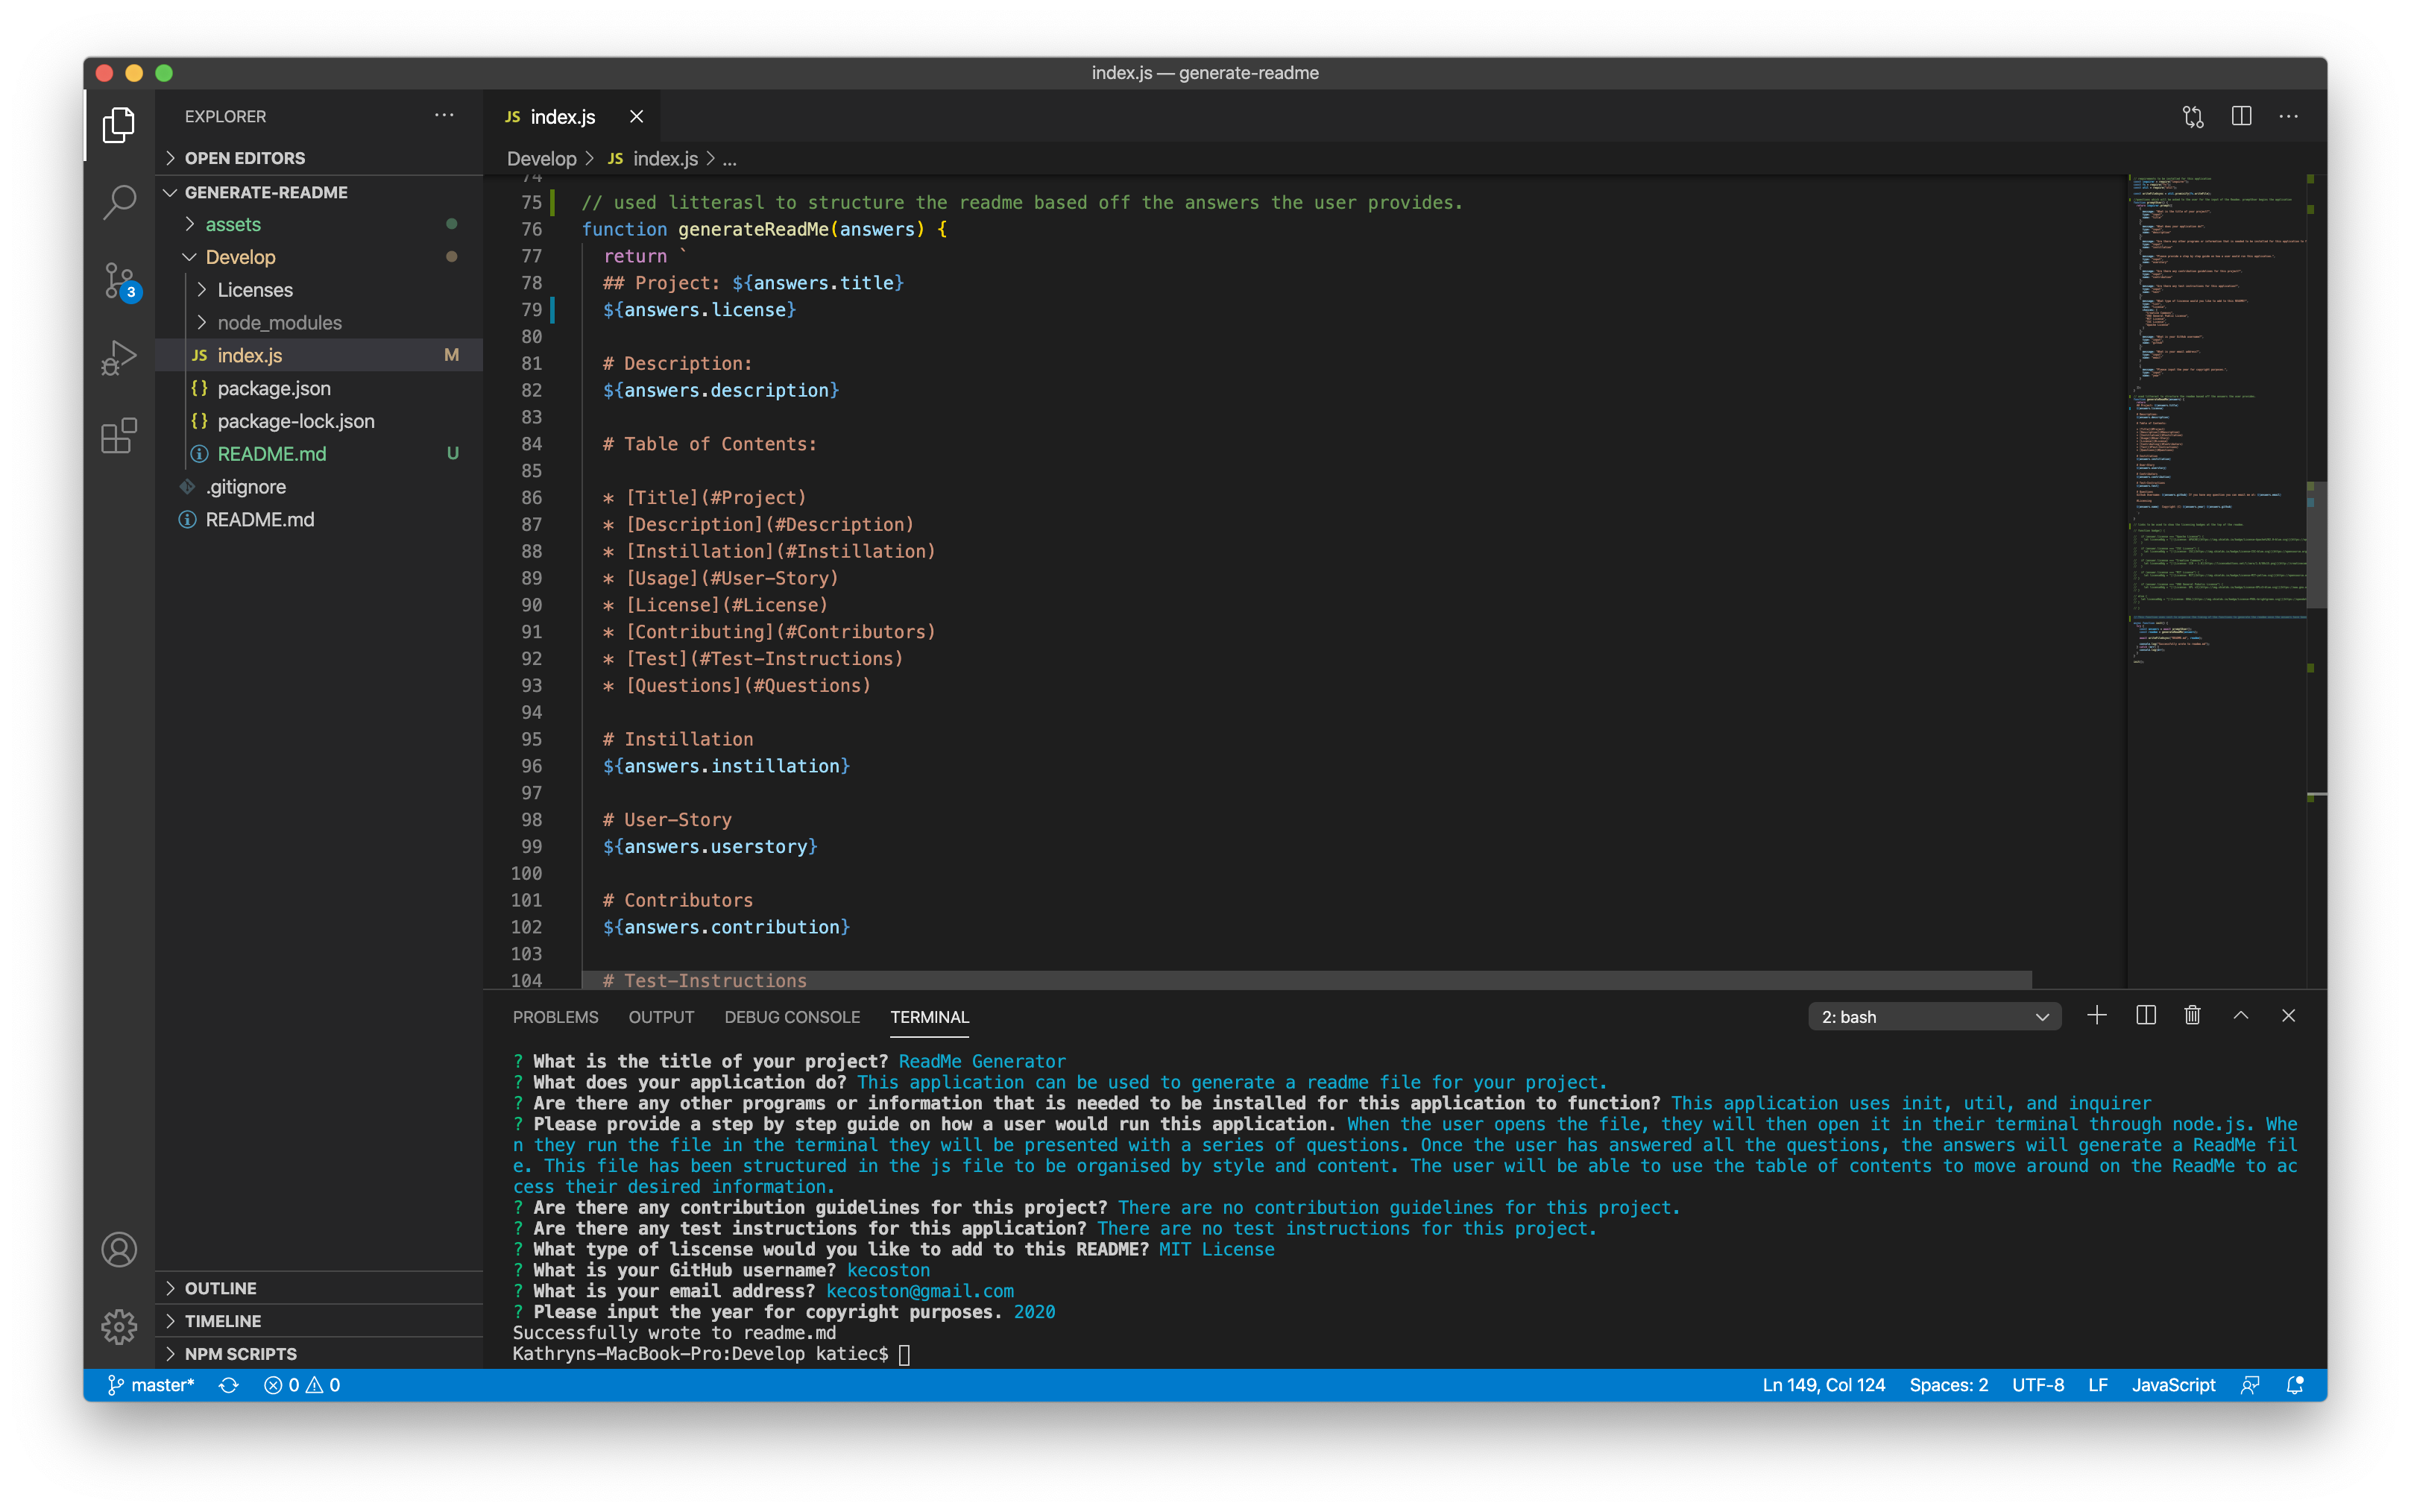 index.js — generate-readme
EXPLORER
JS index.js
OPEN EDITORS
Develop > JS index.js > ...
GENERATE-README
assets
Develop
Licenses
node_modules
JS index.js M
{} package.json
{} package-lock.json
README.md U
.gitignore
README.md
3
OUTLINE
TIMELINE
NPM SCRIPTS
74
75 // used litterasl to structure the readme based off the answers the user provides.
76 function generateReadMe(answers) {
77 return `
78 ## Project: ${answers.title}
79 ${answers.license}
80
81 # Description:
82 ${answers.description}
83
84 # Table of Contents:
85
86 * [Title](#Project)
87 * [Description](#Description)
88 * [Instillation](#Instillation)
89 * [Usage](#User-Story)
90 * [License](#License)
91 * [Contributing](#Contributors)
92 * [Test](#Test-Instructions)
93 * [Questions](#Questions)
94
95 # Instillation
96 ${answers.instillation}
97
98 # User-Story
99 ${answers.userstory}
100
101 # Contributors
102 ${answers.contribution}
103
104 # Test-Instructions
PROBLEMS OUTPUT DEBUG CONSOLE TERMINAL 2: bash
? What is the title of your project? ReadMe Generator
? What does your application do? This application can be used to generate a readme file for your project.
? Are there any other programs or information that is needed to be installed for this application to function? This application uses init, util, and inquirer
? Please provide a step by step guide on how a user would run this application. When the user opens the file, they will then open it in their terminal through node.js. Whe
n they run the file in the terminal they will be presented with a series of questions. Once the user has answered all the questions, the answers will generate a ReadMe fil
e. This file has been structured in the js file to be organised by style and content. The user will be able to use the table of contents to move around on the ReadMe to ac
cess their desired information.
? Are there any contribution guidelines for this project? There are no contribution guidelines for this project.
? Are there any test instructions for this application? There are no test instructions for this project.
? What type of liscense would you like to add to this README? MIT License
? What is your GitHub username? kecoston
? What is your email address? kecoston@gmail.com
? Please input the year for copyright purposes. 2020
Successfully wrote to readme.md
Kathryns-MacBook-Pro:Develop katiec$
master* 0 0 Ln 149, Col 124 Spaces: 2 UTF-8 LF JavaScript